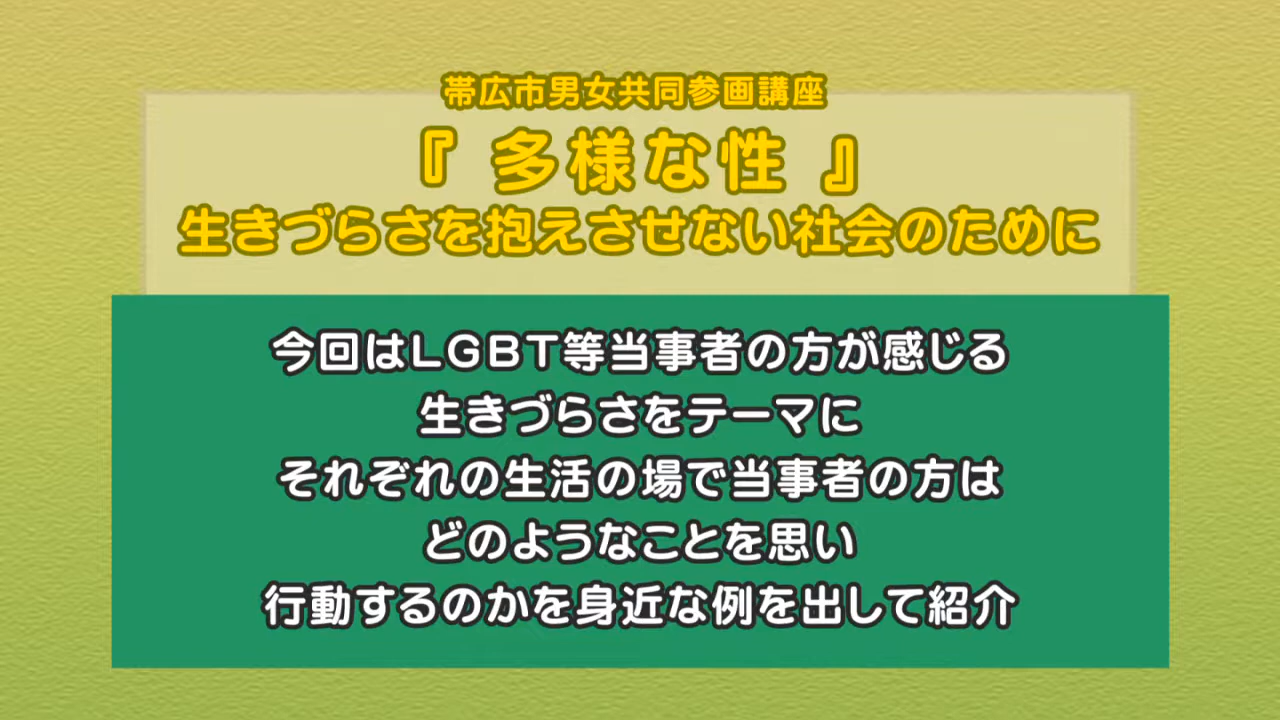 帯広市男女共同参画講座
『 多様な性 』
生きづらさを抱えさせない社会のために
今回はLGBT等当事者の方が感じる
生きづらさをテーマに
それぞれの生活の場で当事者の方は
どのようなことを思い
行動するのかを身近な例を出して紹介